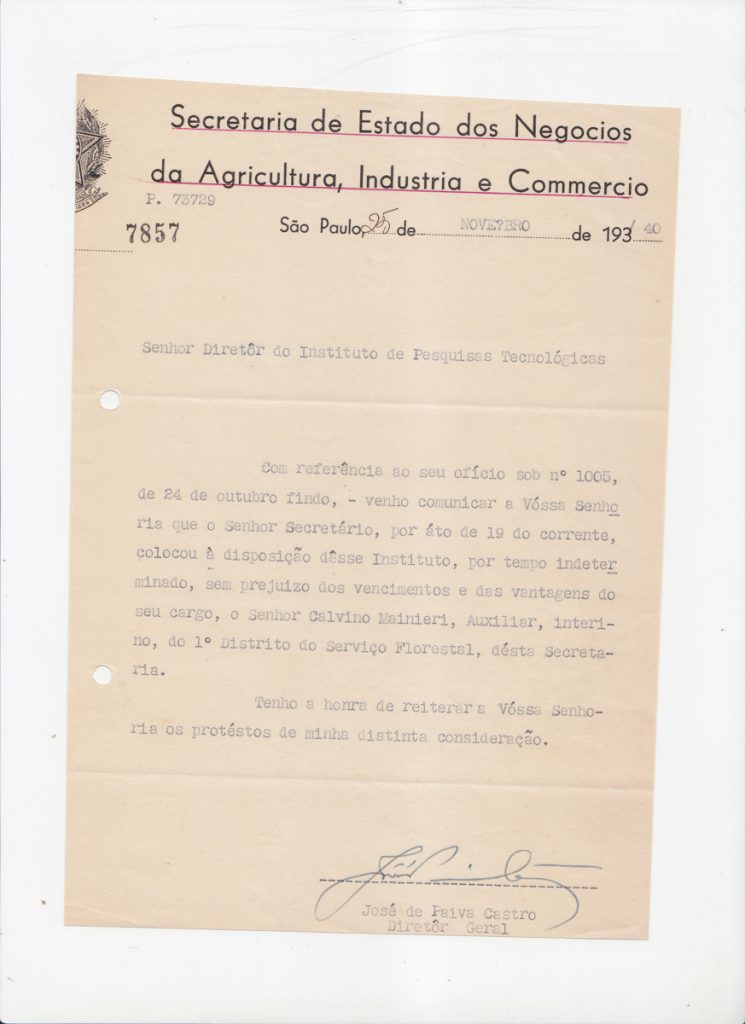 Secretaria de Estado dos Negocios
da Agricultura, Industria e Commercio
P. 73729
7857
São Paulo, 25 de NOVE?BRO de 193/ 40
Senhor Diretôr do Instituto de Pesquisas Tecnológicas
Com referência ao seu ofício sob nº 1005,
de 24 de outubro findo, - venho comunicar a Vóssa Senho
ria que o Senhor Secretário, por áto de 19 do corrente,
colocou à disposição dêsse Instituto, por tempo indeter
minado, sem prejuizo dos vencimentos e das vantagens do
seu cargo, o Senhor Calvino Mainieri, Auxiliar, interi-
no, do 1º Distrito do Serviço Florestal, désta Secreta-
ria.
Tenho a honra de reiterar a Vóssa Senho-
ria os protéstos de minha distinta consideração.
José de Paiva Castro
Diretôr Geral